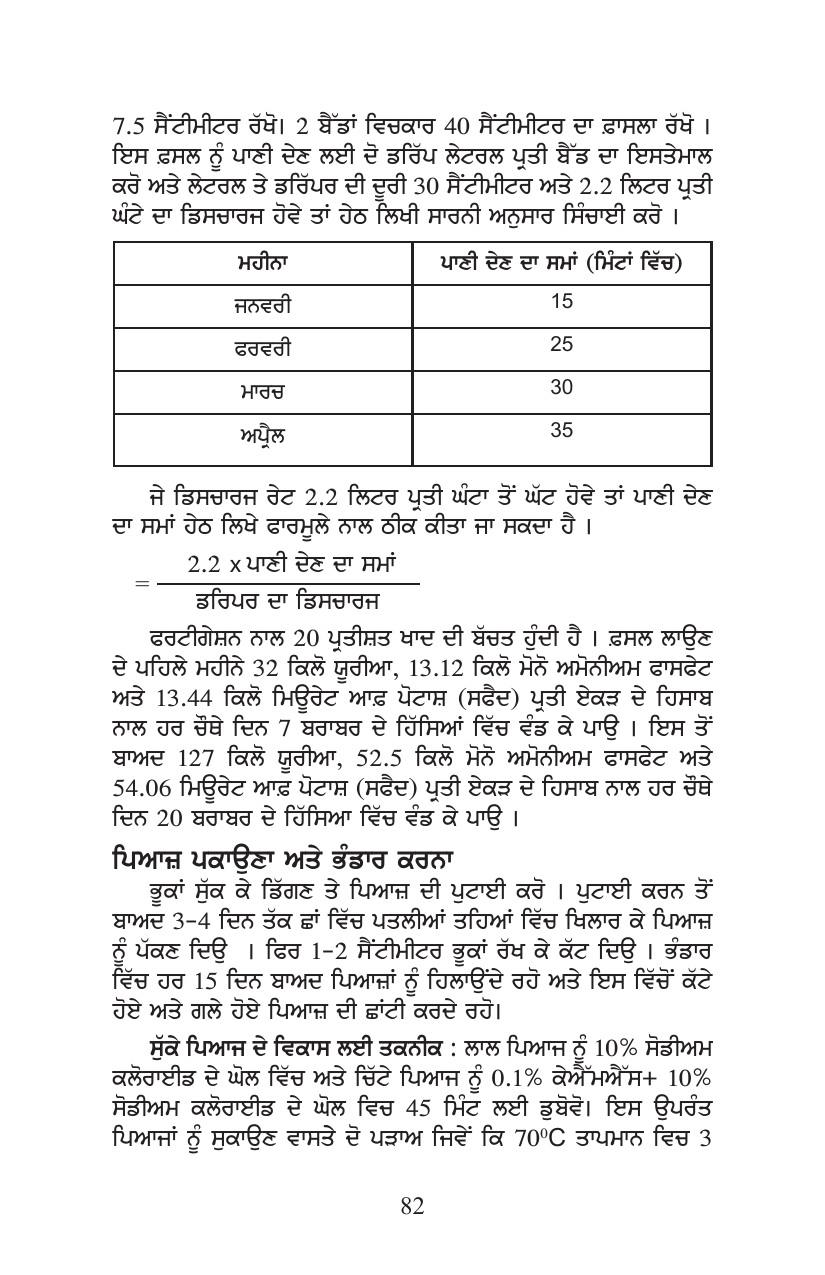 7.5 ਸੈਂਟੀਮੀਟਰ ਰੱਖੋ। 2 ਬੈੱਡਾਂ ਵਿਚਕਾਰ 40 ਸੈਂਟੀਮੀਟਰ ਦਾ ਫ਼ਾਸਲਾ ਰੱਖੋ ।
ਇਸ ਫ਼ਸਲ ਨੂੰ ਪਾਣੀ ਦੇਣ ਲਈ ਦੋ ਡਰਿੱਪ ਲੇਟਰਲ ਪ੍ਰਤੀ ਬੈੱਡ ਦਾ ਇਸਤੇਮਾਲ
ਕਰੋ ਅਤੇ ਲੇਟਰਲ ਤੇ ਡਰਿੱਪਰ ਦੀ ਦੂਰੀ 30 ਸੈਂਟੀਮੀਟਰ ਅਤੇ 2.2 ਲਿਟਰ ਪ੍ਰਤੀ
ਘੰਟੇ ਦਾ ਡਿਸਚਾਰਜ ਹੋਵੇ ਤਾਂ ਹੇਠ ਲਿਖੀ ਸਾਰਨੀ ਅਨੁਸਾਰ ਸਿੰਚਾਈ ਕਰੋ ।
ਮਹੀਨਾ ਪਾਣੀ ਦੇਣ ਦਾ ਸਮਾਂ (ਮਿੰਟਾਂ ਵਿੱਚ)
ਜਨਵਰੀ 15
ਫਰਵਰੀ 25
ਮਾਰਚ 30
ਅਪ੍ਰੈਲ 35
ਜੇ ਡਿਸਚਾਰਜ ਰੇਟ 2.2 ਲਿਟਰ ਪ੍ਰਤੀ ਘੰਟਾ ਤੋਂ ਘੱਟ ਹੋਵੇ ਤਾਂ ਪਾਣੀ ਦੇਣ
ਦਾ ਸਮਾਂ ਹੇਠ ਲਿਖੇ ਫਾਰਮੂਲੇ ਨਾਲ ਠੀਕ ਕੀਤਾ ਜਾ ਸਕਦਾ ਹੈ ।
2.2 x ਪਾਣੀ ਦੇਣ ਦਾ ਸਮਾਂ
=
ਡਰਿਪਰ ਦਾ ਡਿਸਚਾਰਜ
ਫਰਟੀਗੇਸ਼ਨ ਨਾਲ 20 ਪ੍ਰਤੀਸ਼ਤ ਖਾਦ ਦੀ ਬੱਚਤ ਹੁੰਦੀ ਹੈ । ਫ਼ਸਲ ਲਾਉਣ
ਦੇ ਪਹਿਲੇ ਮਹੀਨੇ 32 ਕਿਲੋ ਯੂਰੀਆ, 13.12 ਕਿਲੋ ਮੋਨੋ ਅਮੋਨੀਅਮ ਫਾਸਫੇਟ
ਅਤੇ 13.44 ਕਿਲੋ ਮਿਊਰੇਟ ਆਫ਼ ਪੋਟਾਸ਼ (ਸਫੈਦ) ਪ੍ਰਤੀ ਏਕੜ ਦੇ ਹਿਸਾਬ
ਨਾਲ ਹਰ ਚੌਥੇ ਦਿਨ 7 ਬਰਾਬਰ ਦੇ ਹਿੱਸਿਆਂ ਵਿੱਚ ਵੰਡ ਕੇ ਪਾਉ । ਇਸ ਤੋਂ
ਬਾਅਦ 127 ਕਿਲੋ ਯੂਰੀਆ, 52.5 ਕਿਲੋ ਮੋਨੋ ਅਮੋਨੀਅਮ ਫਾਸਫੇਟ ਅਤੇ
54.06 ਮਿਊਰੇਟ ਆਫ਼ ਪੋਟਾਸ਼ (ਸਫੈਦ) ਪ੍ਰਤੀ ਏਕੜ ਦੇ ਹਿਸਾਬ ਨਾਲ ਹਰ ਚੌਥੇ
ਦਿਨ 20 ਬਰਾਬਰ ਦੇ ਹਿੱਸਿਆ ਵਿੱਚ ਵੰਡ ਕੇ ਪਾਉ ।
ਪਿਆਜ਼ ਪਕਾਉਣਾ ਅਤੇ ਭੰਡਾਰ ਕਰਨਾ
ਭੂਕਾਂ ਸੁੱਕ ਕੇ ਡਿੱਗਣ ਤੇ ਪਿਆਜ਼ ਦੀ ਪੁਟਾਈ ਕਰੋ । ਪੁਟਾਈ ਕਰਨ ਤੋਂ
ਬਾਅਦ 3-4 ਦਿਨ ਤੱਕ ਛਾਂ ਵਿੱਚ ਪਤਲੀਆਂ ਤਹਿਆਂ ਵਿੱਚ ਖਿਲਾਰ ਕੇ ਪਿਆਜ਼
ਨੂੰ ਪੱਕਣ ਦਿਉ । ਫਿਰ 1-2 ਸੈਂਟੀਮੀਟਰ ਭੂਕਾਂ ਰੱਖ ਕੇ ਕੱਟ ਦਿਉ । ਭੰਡਾਰ
ਵਿੱਚ ਹਰ 15 ਦਿਨ ਬਾਅਦ ਪਿਆਜ਼ਾਂ ਨੂੰ ਹਿਲਾਉਂਦੇ ਰਹੋ ਅਤੇ ਇਸ ਵਿੱਚੋਂ ਕੱਟੇ
ਹੋਏ ਅਤੇ ਗਲੇ ਹੋਏ ਪਿਆਜ਼ ਦੀ ਛਾਂਟੀ ਕਰਦੇ ਰਹੋ।
ਸੁੱਕੇ ਪਿਆਜ ਦੇ ਵਿਕਾਸ ਲਈ ਤਕਨੀਕ : ਲਾਲ ਪਿਆਜ ਨੂੰ 10% ਸੋਡੀਅਮ
ਕਲੋਰਾਈਡ ਦੇ ਘੋਲ ਵਿੱਚ ਅਤੇ ਚਿੱਟੇ ਪਿਆਜ ਨੂੰ 0.1% ਕੇਐੱਮਐੱਸ+ 10%
ਸੋਡੀਅਮ ਕਲੋਰਾਈਡ ਦੇ ਘੋਲ ਵਿਚ 45 ਮਿੰਟ ਲਈ ਡੁਬੋਵੋ। ਇਸ ਉਪਰੰਤ
ਪਿਆਜਾਂ ਨੂੰ ਸੁਕਾਉਣ ਵਾਸਤੇ ਦੋ ਪੜਾਅ ਜਿਵੇਂ ਕਿ 70⁰C ਤਾਪਮਾਨ ਵਿਚ 3
82